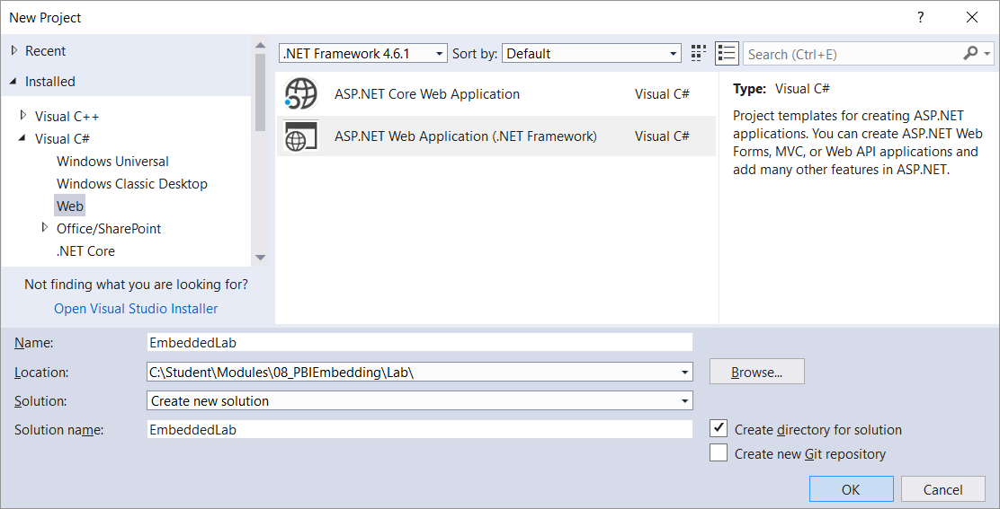 New Project
?
Recent
Installed
Visual C++
Visual C#
Windows Universal
Windows Classic Desktop
Web
Office/SharePoint
.NET Core
Not finding what you are looking for?
Open Visual Studio Installer
.NET Framework 4.6.1 Sort by: Default
Search (Ctrl+E)
ASP.NET Core Web Application Visual C#
ASP.NET Web Application (.NET Framework) Visual C#
Type: Visual C#
Project templates for creating ASP.NET
applications. You can create ASP.NET Web
Forms, MVC, or Web API applications and
add many other features in ASP.NET.
Name: EmbeddedLab
Location: C:\Student\Modules\08_PBIEmbedding\Lab\ Browse...
Solution: Create new solution
Solution name: EmbeddedLab
Create directory for solution
Create new Git repository
OK Cancel